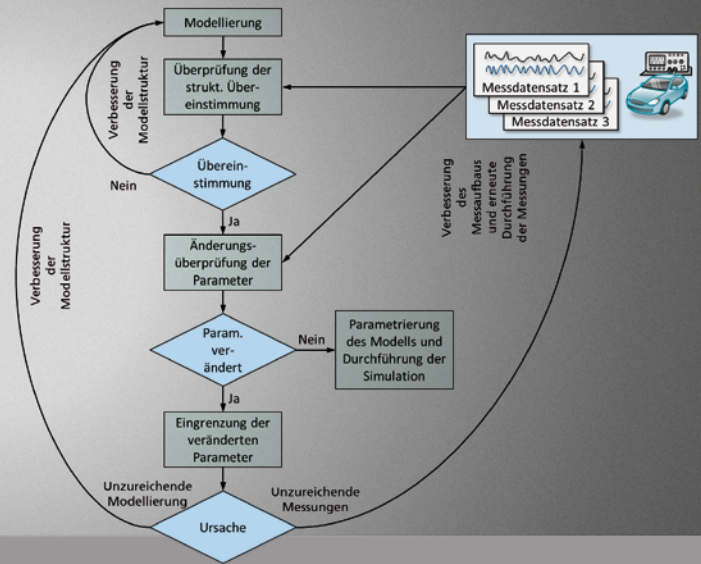 Modellierung
Überprüfung der
strukt. Über-
einstimmung
Verbesserung
der
Modellstruktur
Überein-
stimmung
Nein
Ja
Änderungs-
überprüfung der
Parameter
Param.
ver-
ändert
Nein
Parametrierung
des Modells und
Durchführung der
Simulation
Ja
Eingrenzung der
veränderten
Parameter
Unzureichende
Modellierung
Ursache
Unzureichende
Messungen
Verbesserung
der
Modellstruktur
Messdatensatz 1
Messdatensatz 2
Messdatensatz 3
Verbesserung
des
Messaufbaus
und erneute
Durchführung
der Messungen